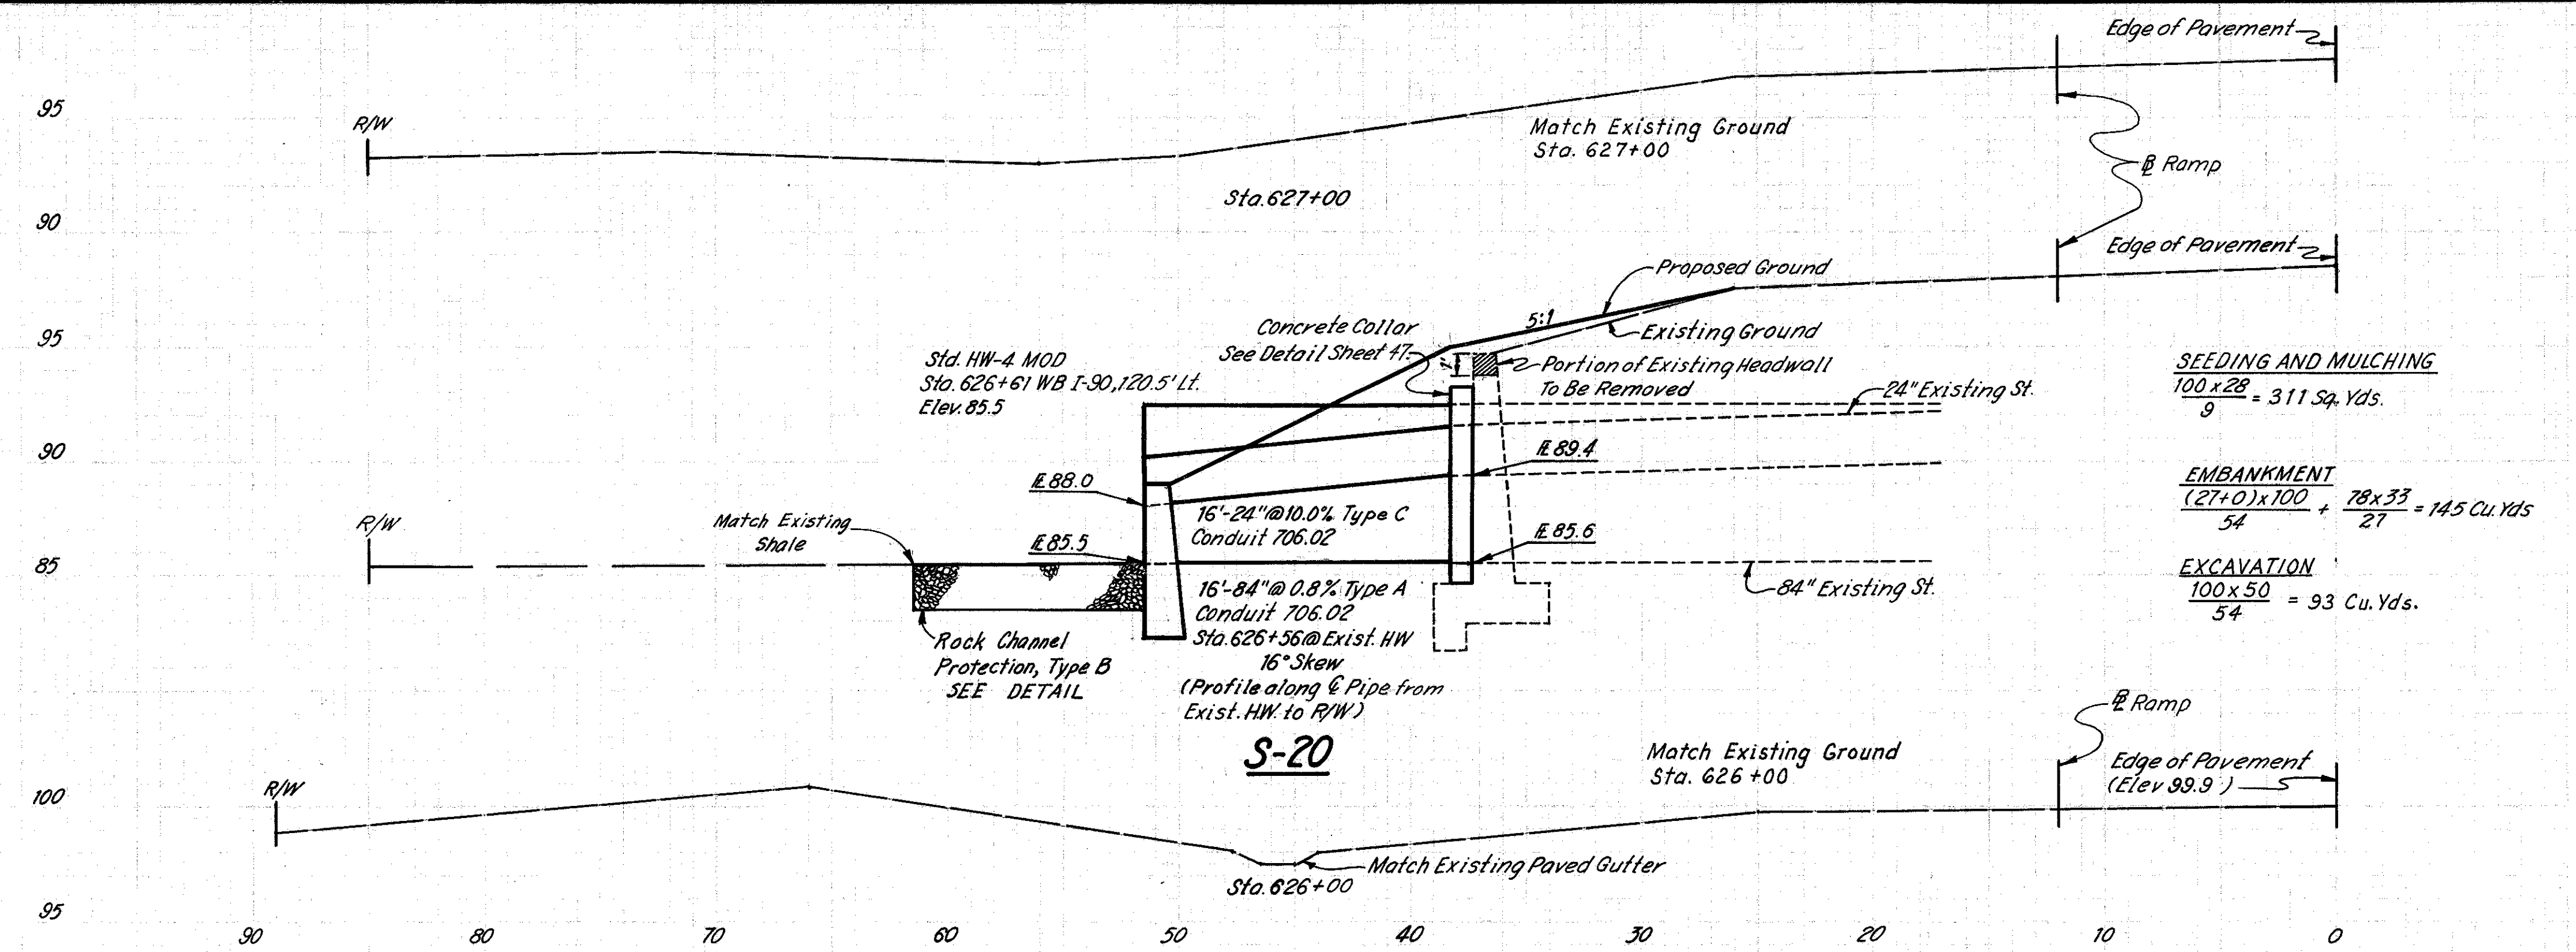 Edge of Pavement
95
R/W
Match Existing Ground
Sta. 627+00
℄ Ramp
Sta. 627+00
90
Edge of Pavement
Proposed Ground
95
5:1
Concrete Collar
See Detail Sheet 47
Existing Ground
Std. HW-4 MOD
Sta. 626+61 WB I-90, 120.5' Lt.
Elev. 85.5
1'
Portion of Existing Headwall
To Be Removed
24" Existing St.
SEEDING AND MULCHING
100 x 28
9
= 311 Sq. Yds.
90
FL 89.4
FL 88.0
EMBANKMENT
(27+0) x 100
54
+
78 x 33
27
= 145 Cu. Yds
R/W
Match Existing
Shale
16'-24" @ 10.0% Type C
Conduit 706.02
FL 85.5
FL 85.6
85
84" Existing St.
EXCAVATION
100 x 50
54
= 93 Cu. Yds.
16'-84" @ 0.8% Type A
Conduit 706.02
Sta. 626+56 @ Exist. HW
16° Skew
(Profile along ℄ Pipe from
Exist. H.W. to R/W)
Rock Channel
Protection, Type B
SEE DETAIL
S-20
℄ Ramp
Match Existing Ground
Sta. 626+00
Edge of Pavement
(Elev 99.9)
100
R/W
Match Existing Paved Gutter
Sta. 626+00
95
90 80 70 60 50 40 30 20 10 0